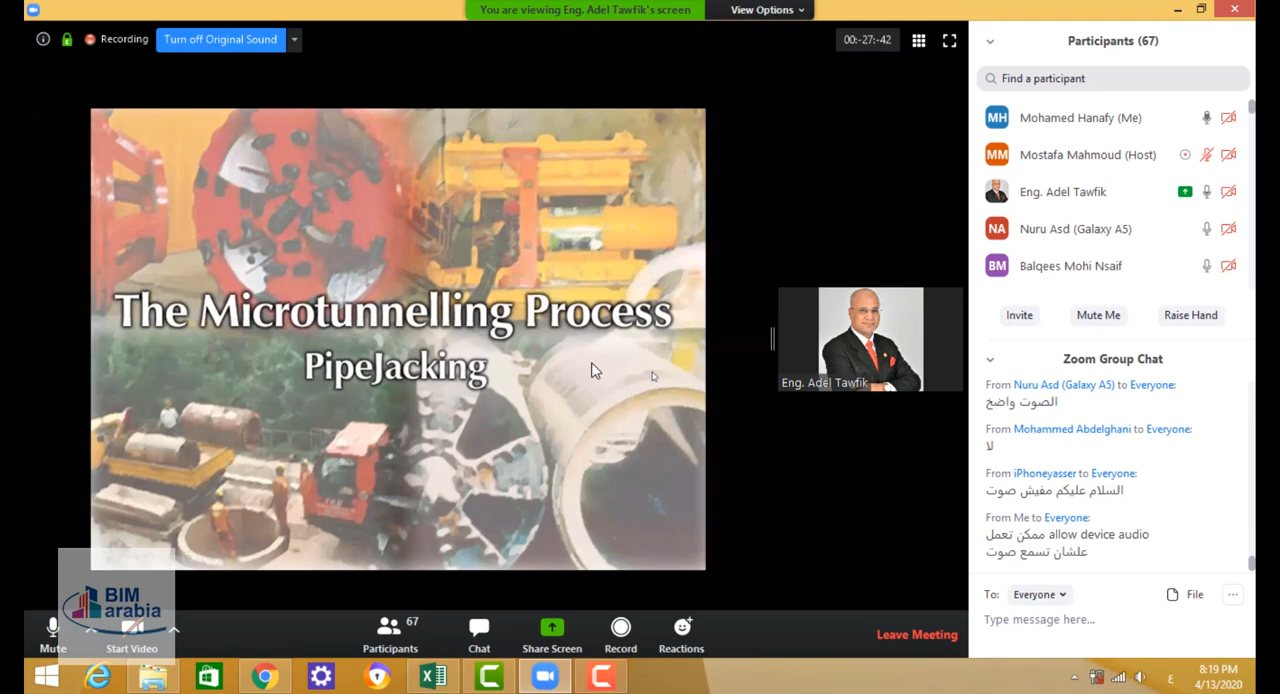 You are viewing Eng. Adel Tawfik's screen
View Options
Recording
Turn off Original Sound
00:-27:-42
The Microtunnelling Process
PipeJacking
Eng. Adel Tawfik
Participants (67)
Find a participant
MH Mohamed Hanafy (Me)
MM Mostafa Mahmoud (Host)
Eng. Adel Tawfik
NA Nuru Asd (Galaxy A5)
BM Balqees Mohi Nsaif
Invite
Mute Me
Raise Hand
Zoom Group Chat
From Nuru Asd (Galaxy A5) to Everyone:
الصوت واضخ
From Mohammed Abdelghani to Everyone:
لا
From iPhoneyasser to Everyone:
السلام عليكم مفيش صوت
From Me to Everyone:
ممكن تعمل allow device audio
علشان تسمع صوت
To: Everyone
File
Type message here...
BIM
arabia
Mute
Start Video
67
Participants
Chat
Share Screen
Record
Reactions
Leave Meeting
ع
8:19 PM
4/13/2020